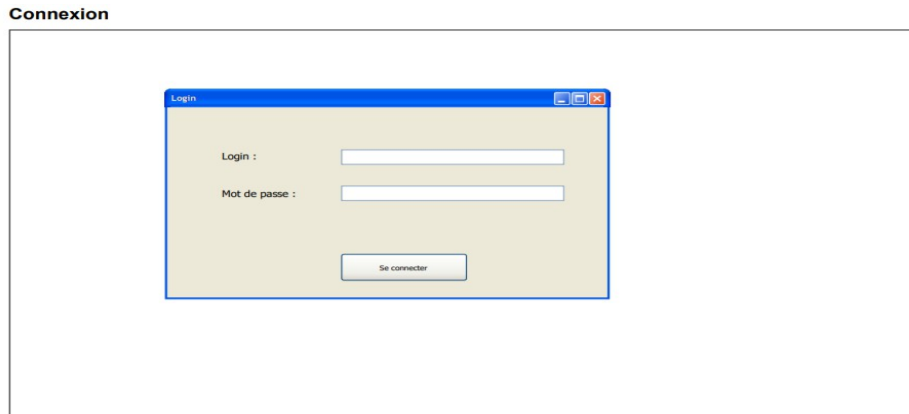 Connexion
Login
Login :
Mot de passe :
Se connecter